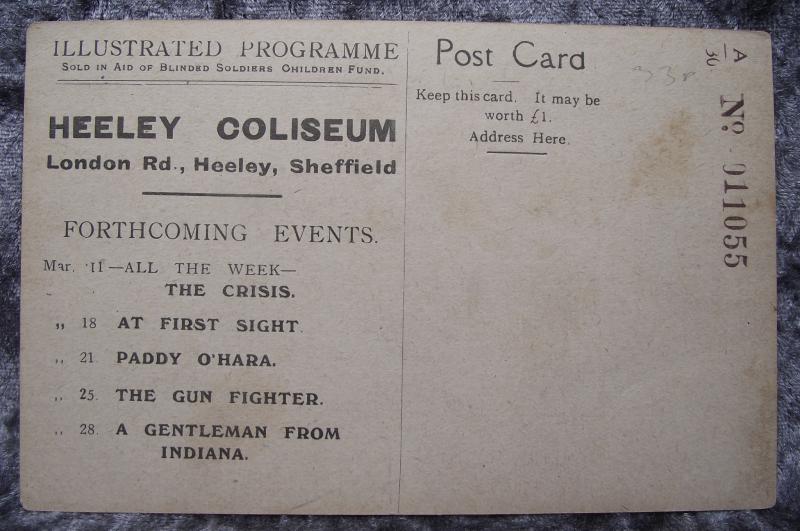 ILLUSTRATED PROGRAMME
SOLD IN AID OF BLINDED SOLDIERS CHILDREN FUND.
HEELEY COLISEUM
London Rd., Heeley, Sheffield
FORTHCOMING EVENTS.
Mar. 11—ALL THE WEEK—
THE CRISIS.
„ 18 AT FIRST SIGHT.
„ 21. PADDY O'HARA.
„ 25. THE GUN FIGHTER.
„ 28. A GENTLEMAN FROM
INDIANA.
Post Card
Keep this card. It may be
worth £1.
Address Here.
A
30
No. 011055